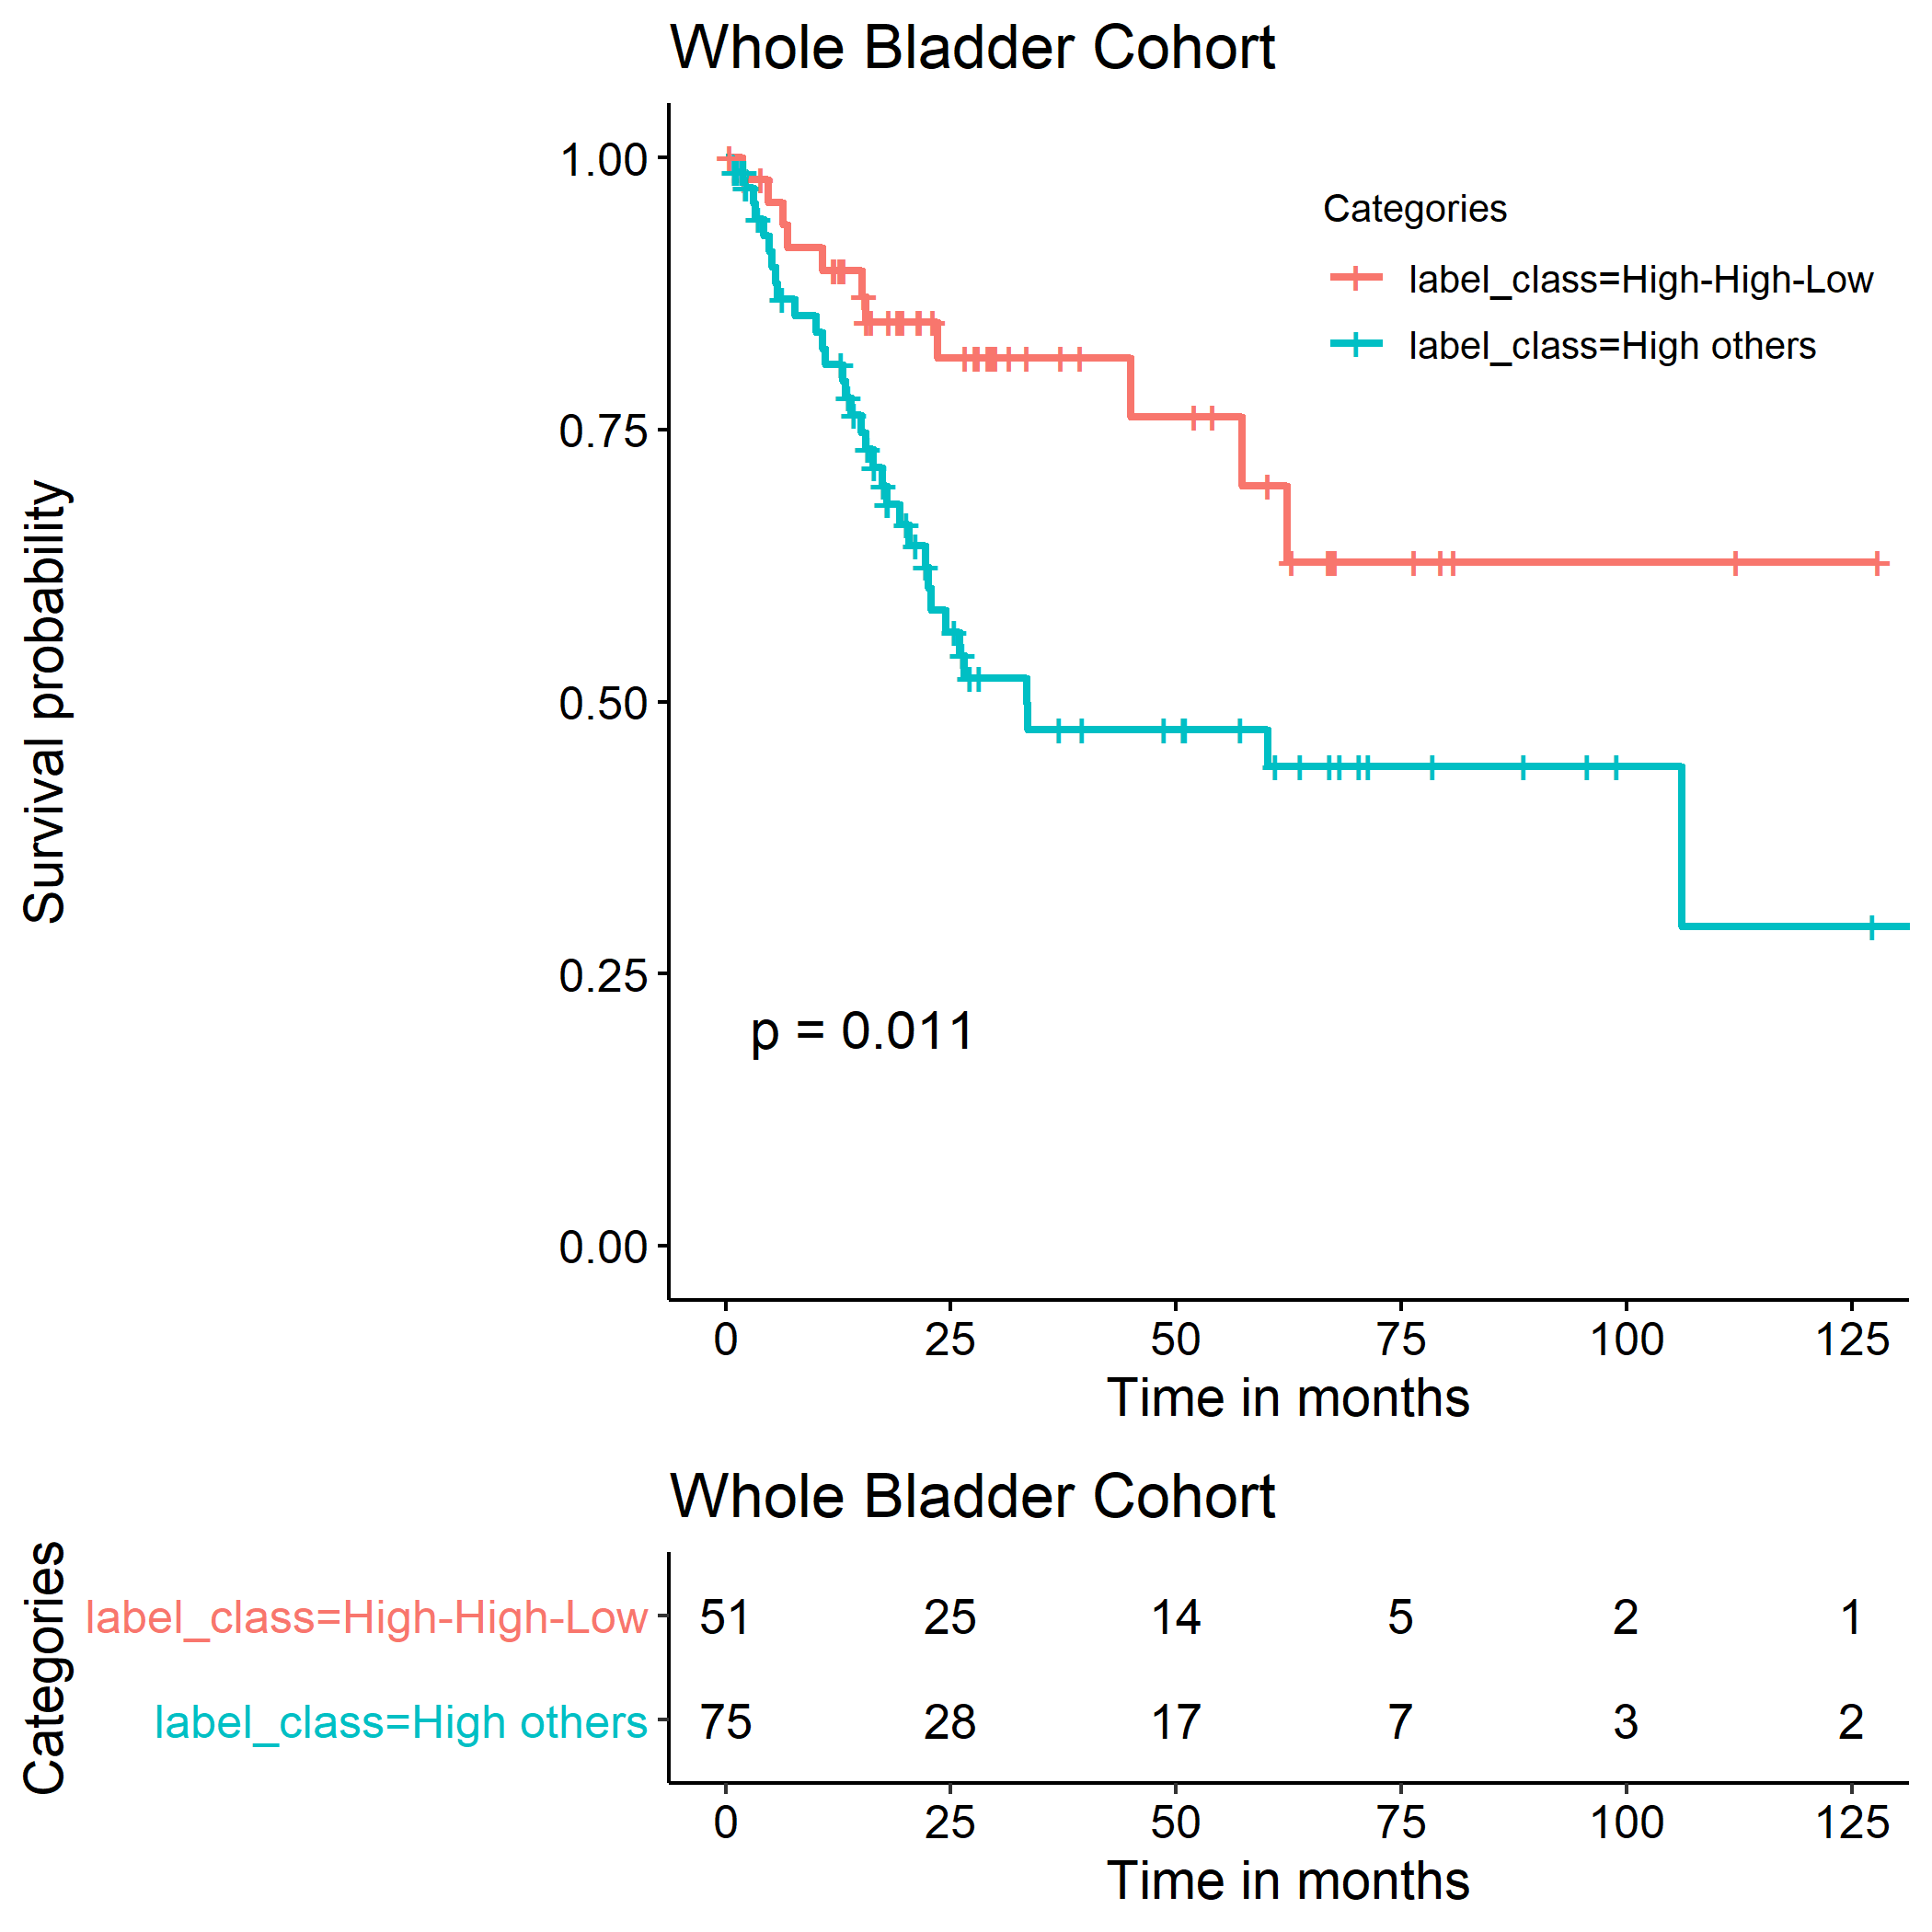 Whole Bladder Cohort
Survival probability
1.00
0.75
0.50
0.25
0.00
Categories
label_class=High-High-Low
label_class=High others
p = 0.011
0 25 50 75 100 125
Time in months
Whole Bladder Cohort
Categories
label_class=High-High-Low 51 25 14 5 2 1
label_class=High others 75 28 17 7 3 2
0 25 50 75 100 125
Time in months